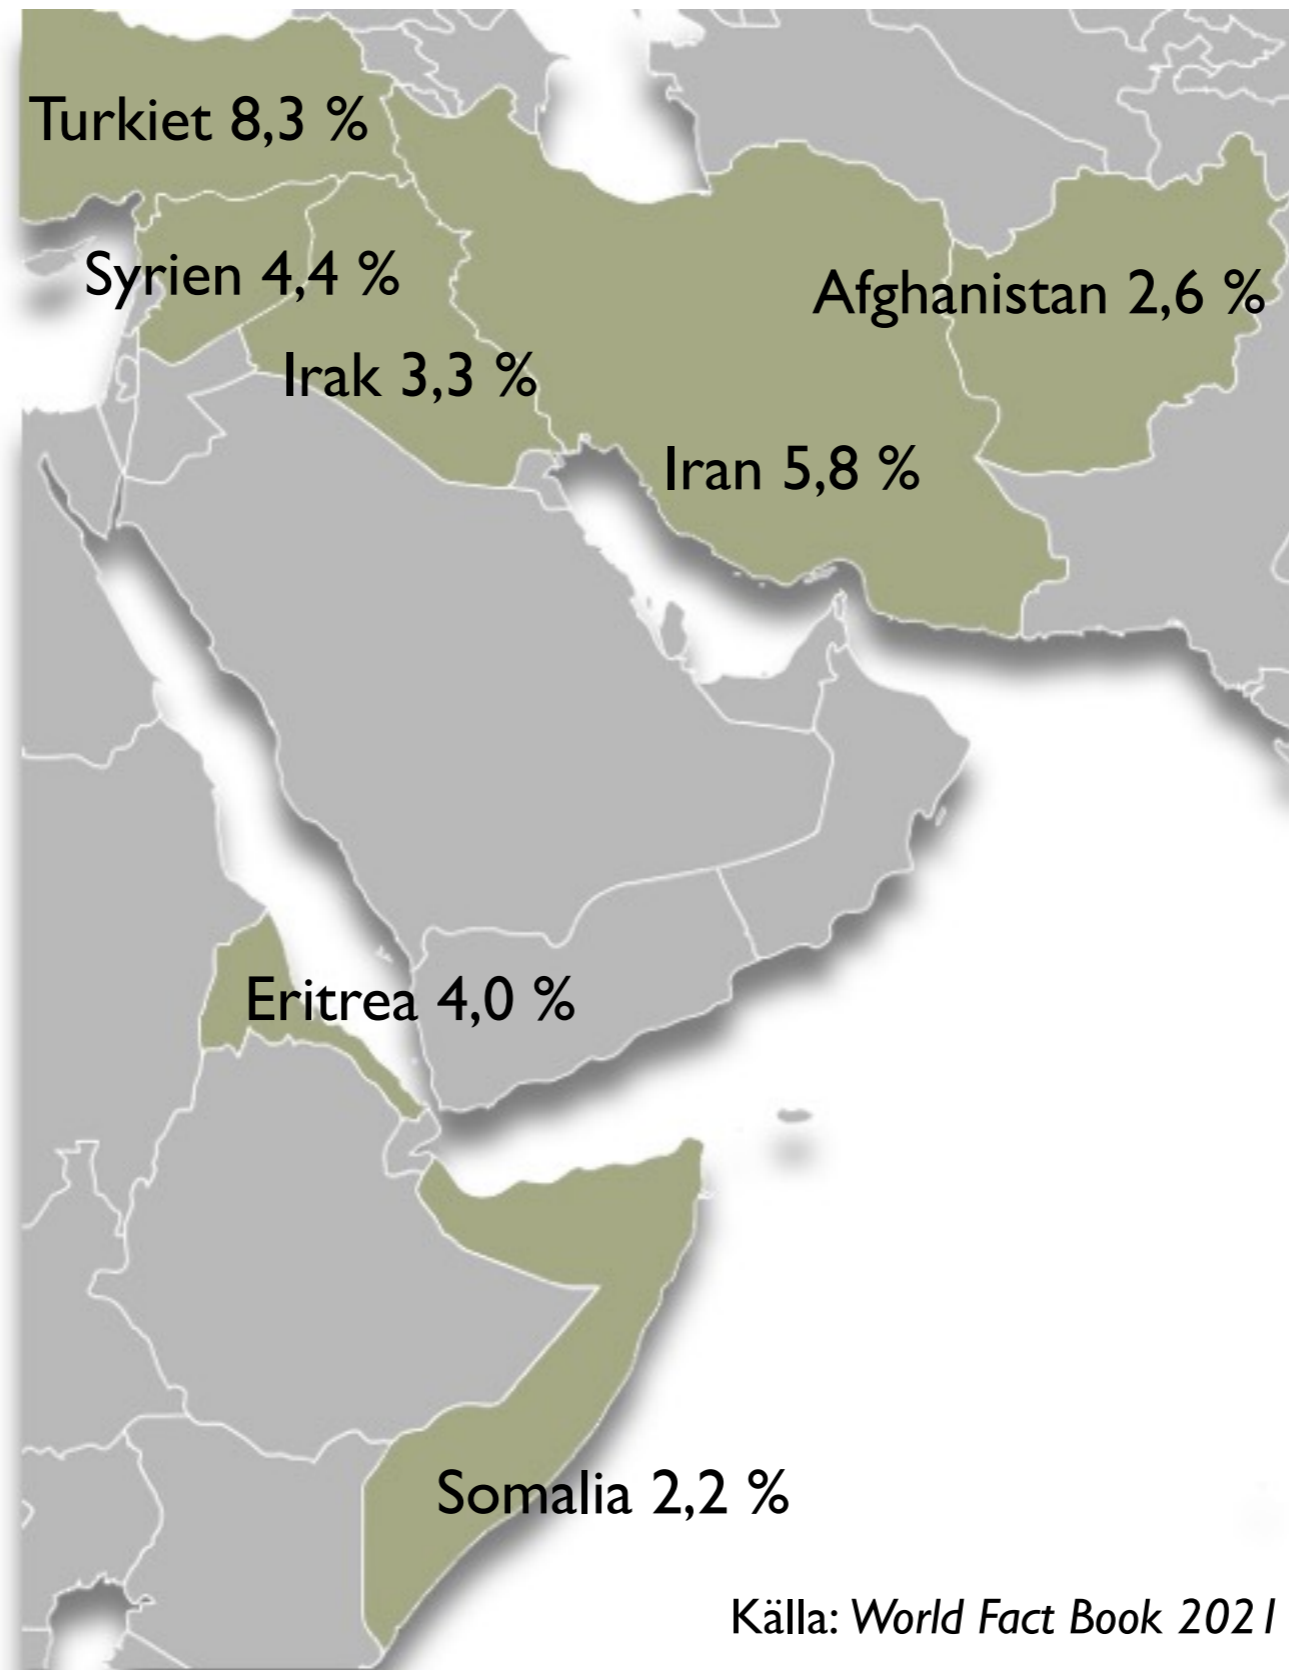 Turkiet 8,3 %
Syrien 4,4 %
Afghanistan 2,6 %
Irak 3,3 %
Iran 5,8 %
Eritrea 4,0 %
Somalia 2,2 %
Källa: World Fact Book 2021